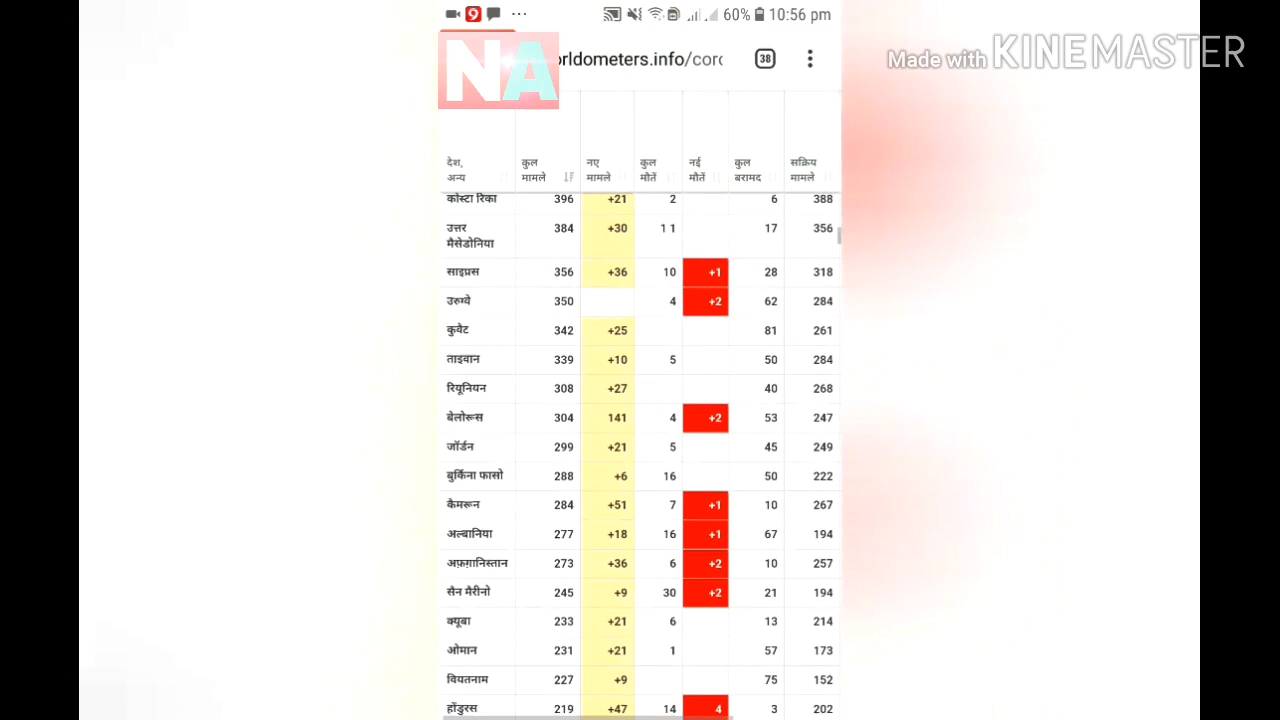 9 ... 60% 10:56 pm
NA
orldometers.info/coro 38
Made with KINEMASTER
देश, अन्य कुल मामले नए मामले कुल मौतें नई मौतें कुल बरामद सक्रिय मामले
कोस्टा रिका 396 +21 2 6 388
उत्तर मैसेडोनिया 384 +30 1 1 17 356
साइप्रस 356 +36 10 +1 28 318
उरुग्वे 350 4 +2 62 284
कुवैट 342 +25 81 261
ताइवान 339 +10 5 50 284
रियूनियन 308 +27 40 268
बेलोरूस 304 141 4 +2 53 247
जॉर्डन 299 +21 5 45 249
बुर्किना फासो 288 +6 16 50 222
कैमरून 284 +51 7 +1 10 267
अल्बानिया 277 +18 16 +1 67 194
अफ़ग़ानिस्तान 273 +36 6 +2 10 257
सैन मैरीनो 245 +9 30 +2 21 194
क्यूबा 233 +21 6 13 214
ओमान 231 +21 1 57 173
वियतनाम 227 +9 75 152
होंडुरस 219 +47 14 4 3 202